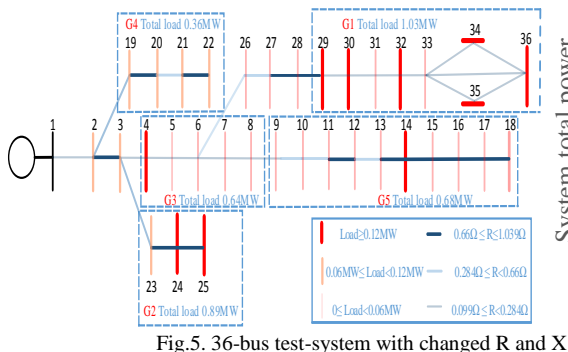 G4 Total load 0.36MW
19 20 21 22
G1 Total load 1.03MW
26 27 28 29 30 31 32 33 34 36
35
1 2 3 4 5 6 7 8 9 10 11 12 13 14 15 16 17 18
G3 Total load 0.64MW
G5 Total load 0.68MW
23 24 25
G2 Total load 0.89MW
Load≥0.12MW
0.66Ω ≤ R≤1.039Ω
0.06MW≤ Load<0.12MW
0.284Ω ≤ R<0.66Ω
0≤ Load<0.06MW
0.099Ω ≤ R<0.284Ω
System total power
Fig.5. 36-bus test-system with changed R and X